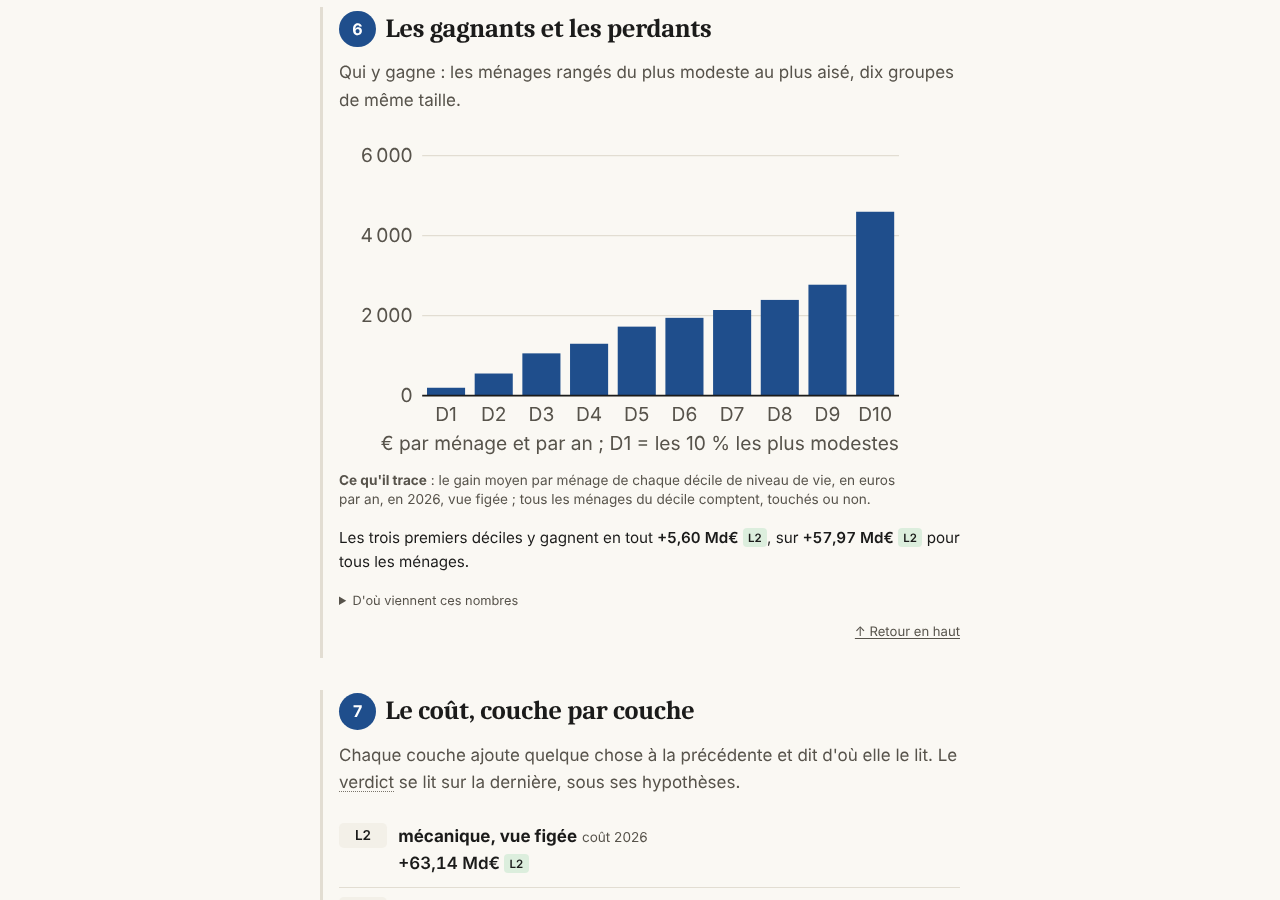 6 Les gagnants et les perdants
Qui y gagne : les ménages rangés du plus modeste au plus aisé, dix groupes
de même taille.
6 000
4 000
2 000
0
D1 D2 D3 D4 D5 D6 D7 D8 D9 D10
€ par ménage et par an ; D1 = les 10 % les plus modestes
Ce qu'il trace : le gain moyen par ménage de chaque décile de niveau de vie, en euros
par an, en 2026, vue figée ; tous les ménages du décile comptent, touchés ou non.
Les trois premiers déciles y gagnent en tout +5,60 Md€ L2 , sur +57,97 Md€ L2 pour
tous les ménages.
▶ D'où viennent ces nombres
↑ Retour en haut
7 Le coût, couche par couche
Chaque couche ajoute quelque chose à la précédente et dit d'où elle le lit. Le
verdict se lit sur la dernière, sous ses hypothèses.
L2 mécanique, vue figée coût 2026
+63,14 Md€ L2